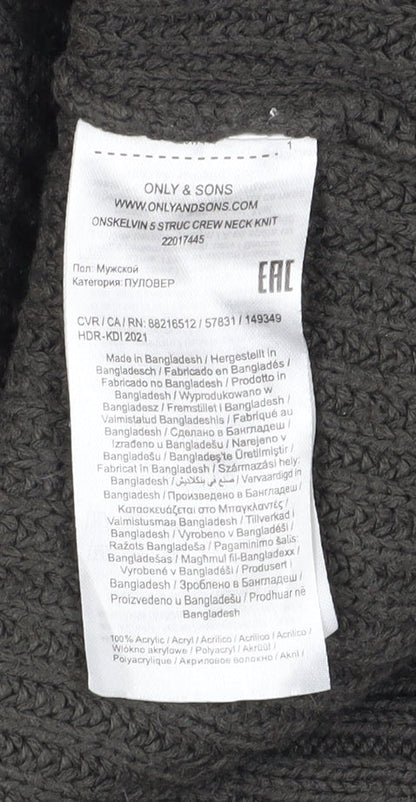 1
ONLY & SONS
WWW.ONLYANDSONS.COM
ONSKELVIN 5 STRUC CREW NECK KNIT
22017445
Пол: Мужской
Категория: ПУЛОВЕР
EAC
CVR / CA / RN: 88216512 / 57831 / 149349
HDR-KDI 2021
Made in Bangladesh / Hergestellt in
Bangladesch / Fabricado en Bangladés /
Fabricado no Bangladesh / Prodotto in
Bangladesh / Wyprodukowano w
Bangladesz / Fremstillet i Bangladesh /
Valmistatud Bangladeshis / Fabriqué au
Bangladesh / Сделано в Бангладеш /
Izrađeno u Bangladešu / Narejeno v
Bangladešu / Bangladeş'te Üretilmiştir /
Fabricat în Bangladesh / Származási hely:
Bangladesh / صنع في بنگلاديش / Vervaardigd in
Bangladesh / Произведено в Бангладеш /
Κατασκευάζεται στο Μπαγκλαντές /
Valmistusmaa Bangladesh / Tillverkad i
Bangladesh / Vyrobeno v Bangladéši /
Ražots Bangladeša / Pagaminimo šalis:
Bangladešas / Magħmul fil-Bangladexx /
Vyrobené v Bangladéši / Produsert i
Bangladesh / Зроблено в Бангладеш /
Proizvedeno u Bangladešu / Prodhuar në
Bangladesh
100% Acrylic / Acryl / Acrílico / Acrílico / Acrilico /
Włókno akrylowe / Polyacryl / Akrüül /
Polyacrylique / Акриловое волокно / Akril /